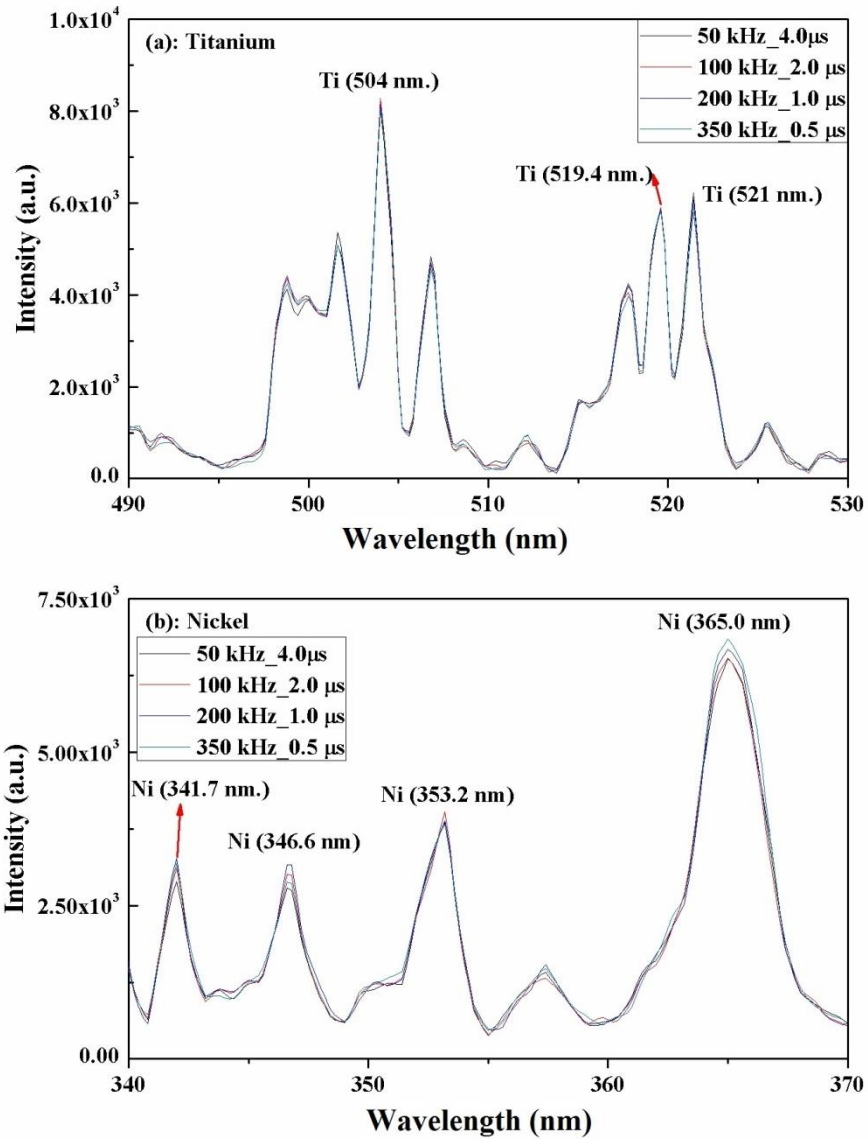 (a): Titanium
50 kHz_4.0μs
100 kHz_2.0 μs
200 kHz_1.0 μs
350 kHz_0.5 μs
Ti (504 nm.)
Ti (519.4 nm.)
Ti (521 nm.)
1.0x10⁴
8.0x10³
6.0x10³
4.0x10³
2.0x10³
0.0
Intensity (a.u.)
490 500 510 520 530
Wavelength (nm)
(b): Nickel
50 kHz_4.0μs
100 kHz_2.0 μs
200 kHz_1.0 μs
350 kHz_0.5 μs
Ni (341.7 nm.)
Ni (346.6 nm)
Ni (353.2 nm)
Ni (365.0 nm)
7.50x10³
5.00x10³
2.50x10³
0.00
Intensity (a.u.)
340 350 360 370
Wavelength (nm)